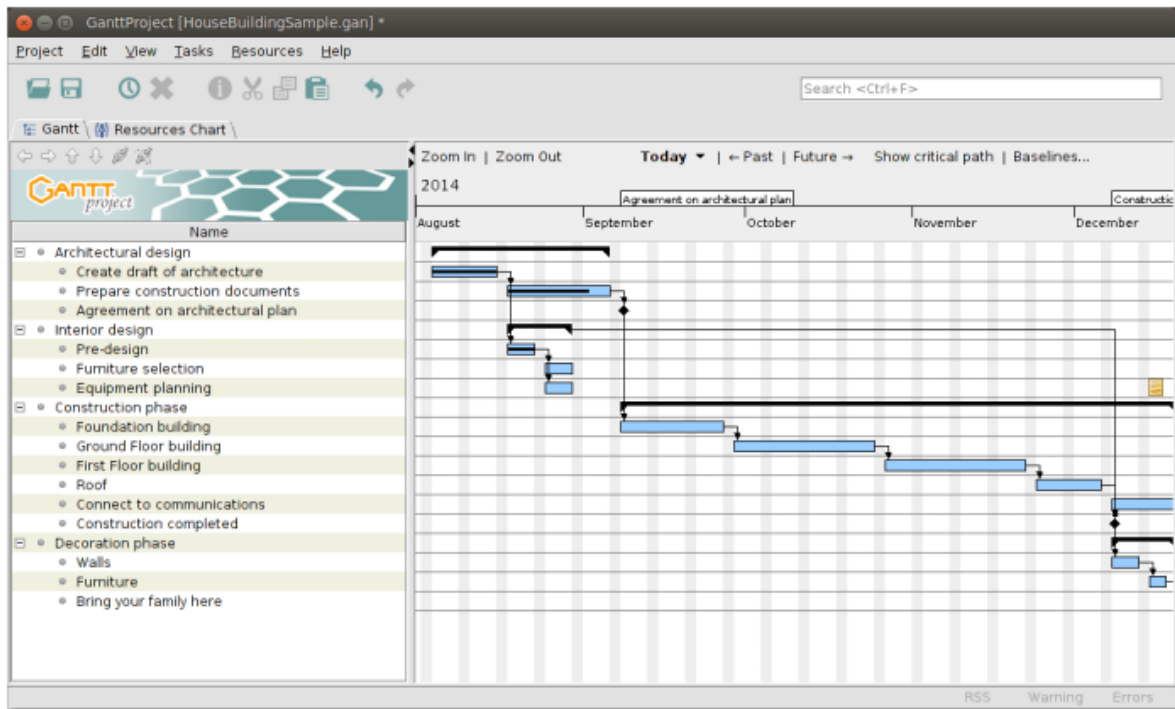 GanttProject [HouseBuildingSample.gan] *
Project Edit View Tasks Resources Help
Search <Ctrl+F>
Gantt Resources Chart
Zoom In | Zoom Out Today | ← Past | Future → Show critical path | Baselines...
GANTT
project
2014
Agreement on architectural plan Constructic
August September October November December
Name
Architectural design
Create draft of architecture
Prepare construction documents
Agreement on architectural plan
Interior design
Pre-design
Furniture selection
Equipment planning
Construction phase
Foundation building
Ground Floor building
First Floor building
Roof
Connect to communications
Construction completed
Decoration phase
Walls
Furniture
Bring your family here
RSS Warning Errors